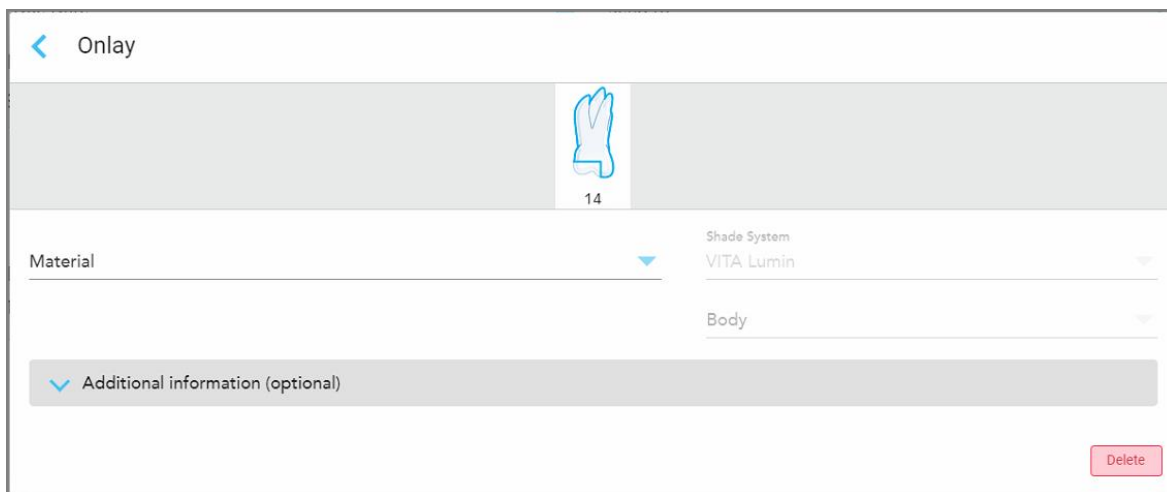 Onlay
14
Material
Shade System
VITA Lumin
Body
Additional information (optional)
Delete